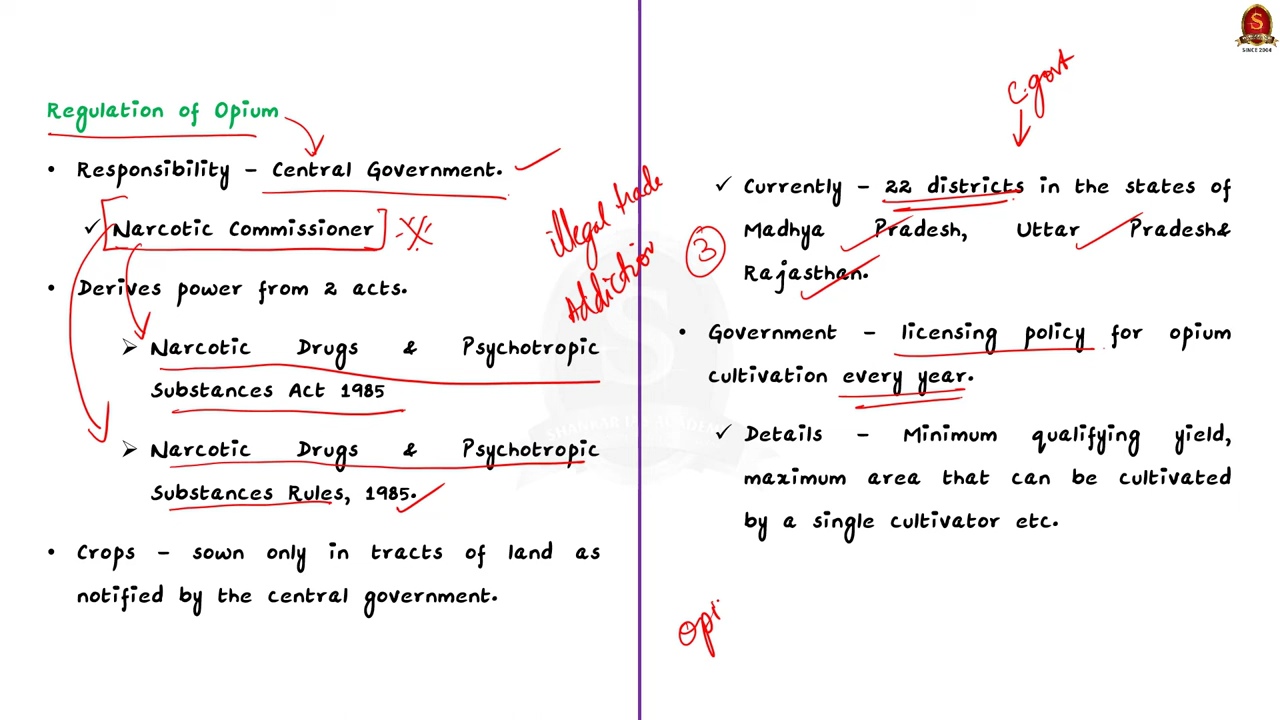 Regulation of Opium
• Responsibility – Central Government.
✓ Narcotic Commissioner
• Derives power from 2 acts.
➢ Narcotic Drugs & Psychotropic
Substances Act 1985
➢ Narcotic Drugs & Psychotropic
Substances Rules, 1985.
• Crops – sown only in tracts of land as
notified by the central government.
illegal trade
Addiction
C.govt
✓ Currently – 22 districts in the states of
3
Madhya Pradesh, Uttar Pradesh&
Rajasthan.
• Government – licensing policy for opium
cultivation every year.
✓ Details – Minimum qualifying yield,
maximum area that can be cultivated
by a single cultivator etc.
Opi
S
SINCE 2004